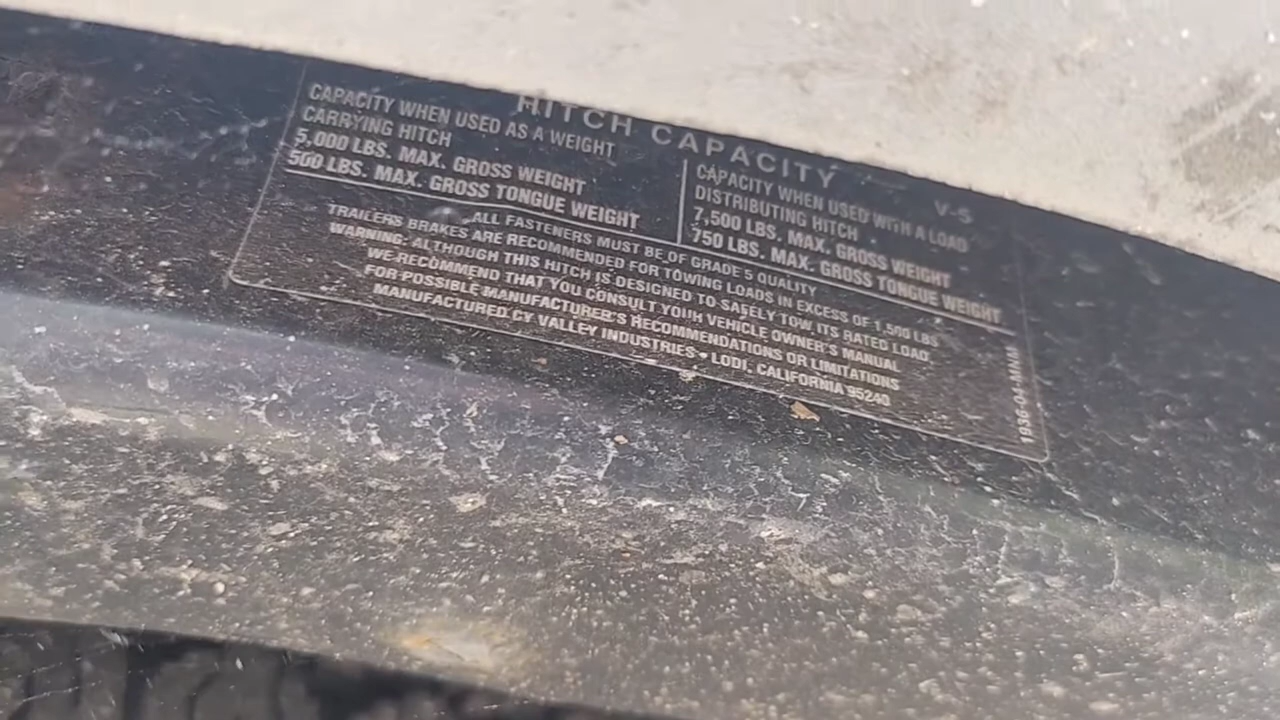 HITCH CAPACITY
V-5
CAPACITY WHEN USED AS A WEIGHT
CARRYING HITCH
5,000 LBS. MAX. GROSS WEIGHT
500 LBS. MAX. GROSS TONGUE WEIGHT
CAPACITY WHEN USED WITH A LOAD
DISTRIBUTING HITCH
7,500 LBS. MAX. GROSS WEIGHT
750 LBS. MAX. GROSS TONGUE WEIGHT
ALL FASTENERS MUST BE OF GRADE 5 QUALITY
TRAILERS BRAKES ARE RECOMMENDED FOR TOWING LOADS IN EXCESS OF 1,500 LBS
WARNING: ALTHOUGH THIS HITCH IS DESIGNED TO SAFELY TOW ITS RATED LOAD
WE RECOMMEND THAT YOU CONSULT YOUR VEHICLE OWNER'S MANUAL
FOR POSSIBLE MANUFACTURER'S RECOMMENDATIONS OR LIMITATIONS
MANUFACTURED BY VALLEY INDUSTRIES • LODI, CALIFORNIA 95240